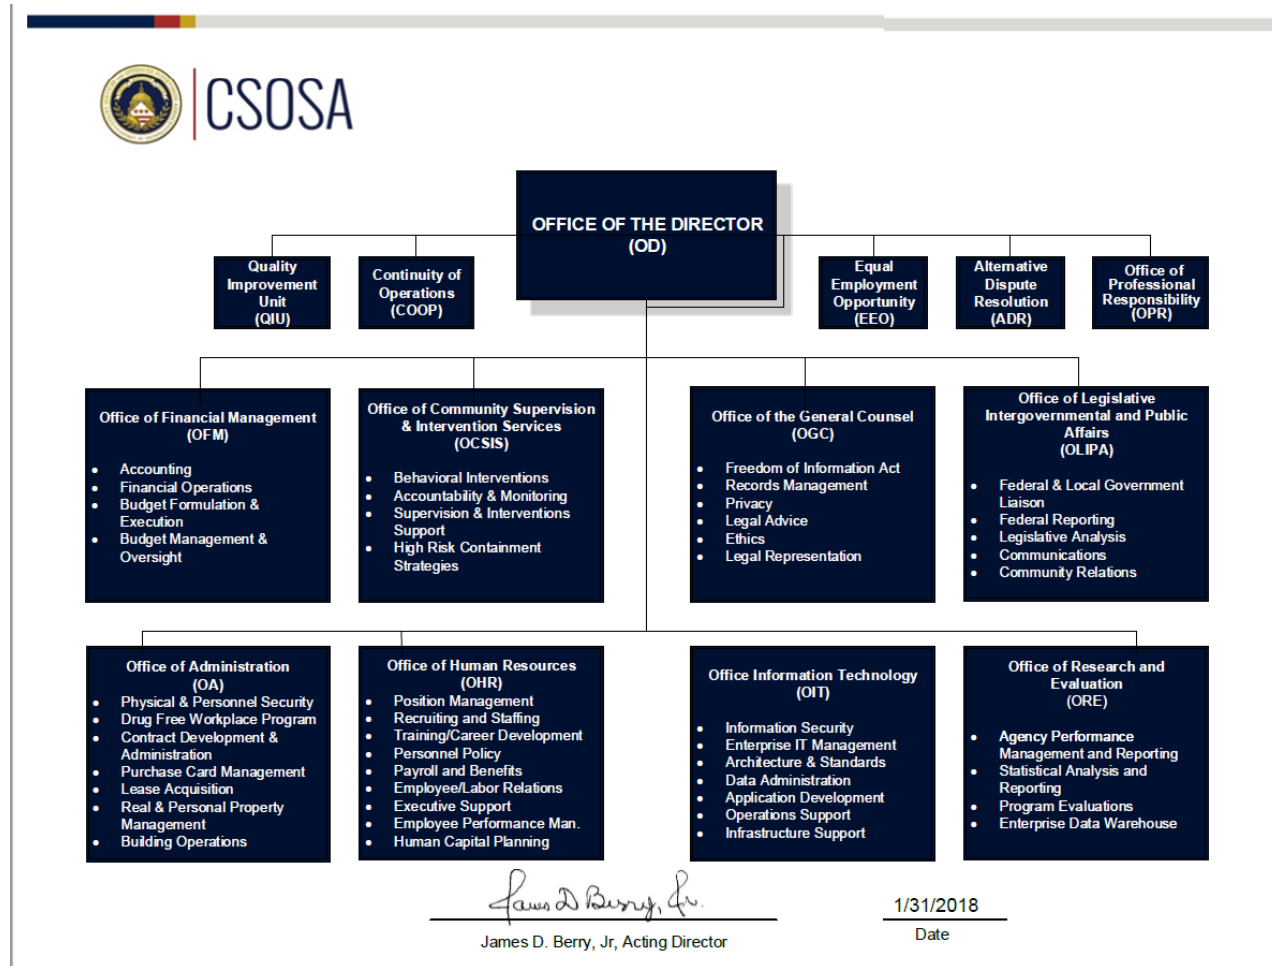 CSOSA
OFFICE OF THE DIRECTOR
(OD)
Quality
Improvement
Unit
(QIU)
Continuity of
Operations
(COOP)
Equal
Employment
Opportunity
(EEO)
Alternative
Dispute
Resolution
(ADR)
Office of
Professional
Responsibility
(OPR)
Office of Financial Management
(OFM)
• Accounting
• Financial Operations
• Budget Formulation &
Execution
• Budget Management &
Oversight
Office of Community Supervision
& Intervention Services
(OCSIS)
• Behavioral Interventions
• Accountability & Monitoring
• Supervision & Interventions
Support
• High Risk Containment
Strategies
Office of the General Counsel
(OGC)
• Freedom of Information Act
• Records Management
• Privacy
• Legal Advice
• Ethics
• Legal Representation
Office of Legislative
Intergovernmental and Public
Affairs
(OLIPA)
• Federal & Local Government
Liaison
• Federal Reporting
• Legislative Analysis
• Communications
• Community Relations
Office of Administration
(OA)
• Physical & Personnel Security
• Drug Free Workplace Program
• Contract Development &
Administration
• Purchase Card Management
• Lease Acquisition
• Real & Personal Property
Management
• Building Operations
Office of Human Resources
(OHR)
• Position Management
• Recruiting and Staffing
• Training/Career Development
• Personnel Policy
• Payroll and Benefits
• Employee/Labor Relations
• Executive Support
• Employee Performance Man.
• Human Capital Planning
Office Information Technology
(OIT)
• Information Security
• Enterprise IT Management
• Architecture & Standards
• Data Administration
• Application Development
• Operations Support
• Infrastructure Support
Office of Research and
Evaluation
(ORE)
• Agency Performance
Management and Reporting
• Statistical Analysis and
Reporting
• Program Evaluations
• Enterprise Data Warehouse
James D Berry, Jr.
1/31/2018
James D. Berry, Jr, Acting Director
Date